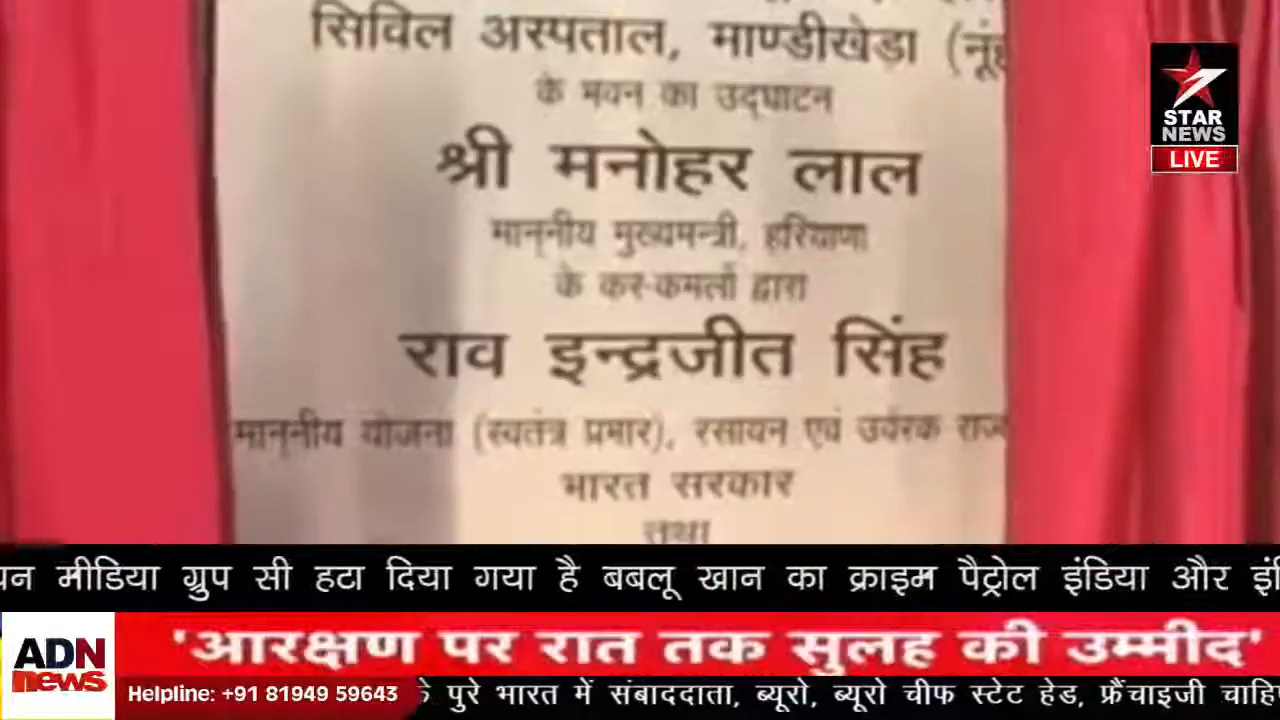 सिविल अस्पताल, माण्डीखेड़ा
के भवन का उद्‌घाटन
श्री मनोहर लाल
मान्‌नीय मुख्यमन्त्री, हरियाणा
के कर-कमलों द्वारा
राव इन्द्रजीत सिंह
मान्‌नीय योजना (स्वतंत्र प्रभार), रसायन एवं उर्वरक
भारत सरकार
तथा
STAR
NEWS
LIVE
मीडिया ग्रुप सी हटा दिया गया है बबलू खान का क्राइम पैट्रोल इंडिया और
'आरक्षण पर रात तक सुलह की उम्मीद'
ADN
news
Helpline: +91 81949 59643
पुरे भारत में संबाददाता, ब्यूरो, ब्यूरो चीफ स्टेट हेड, फ्रैंचाइजी